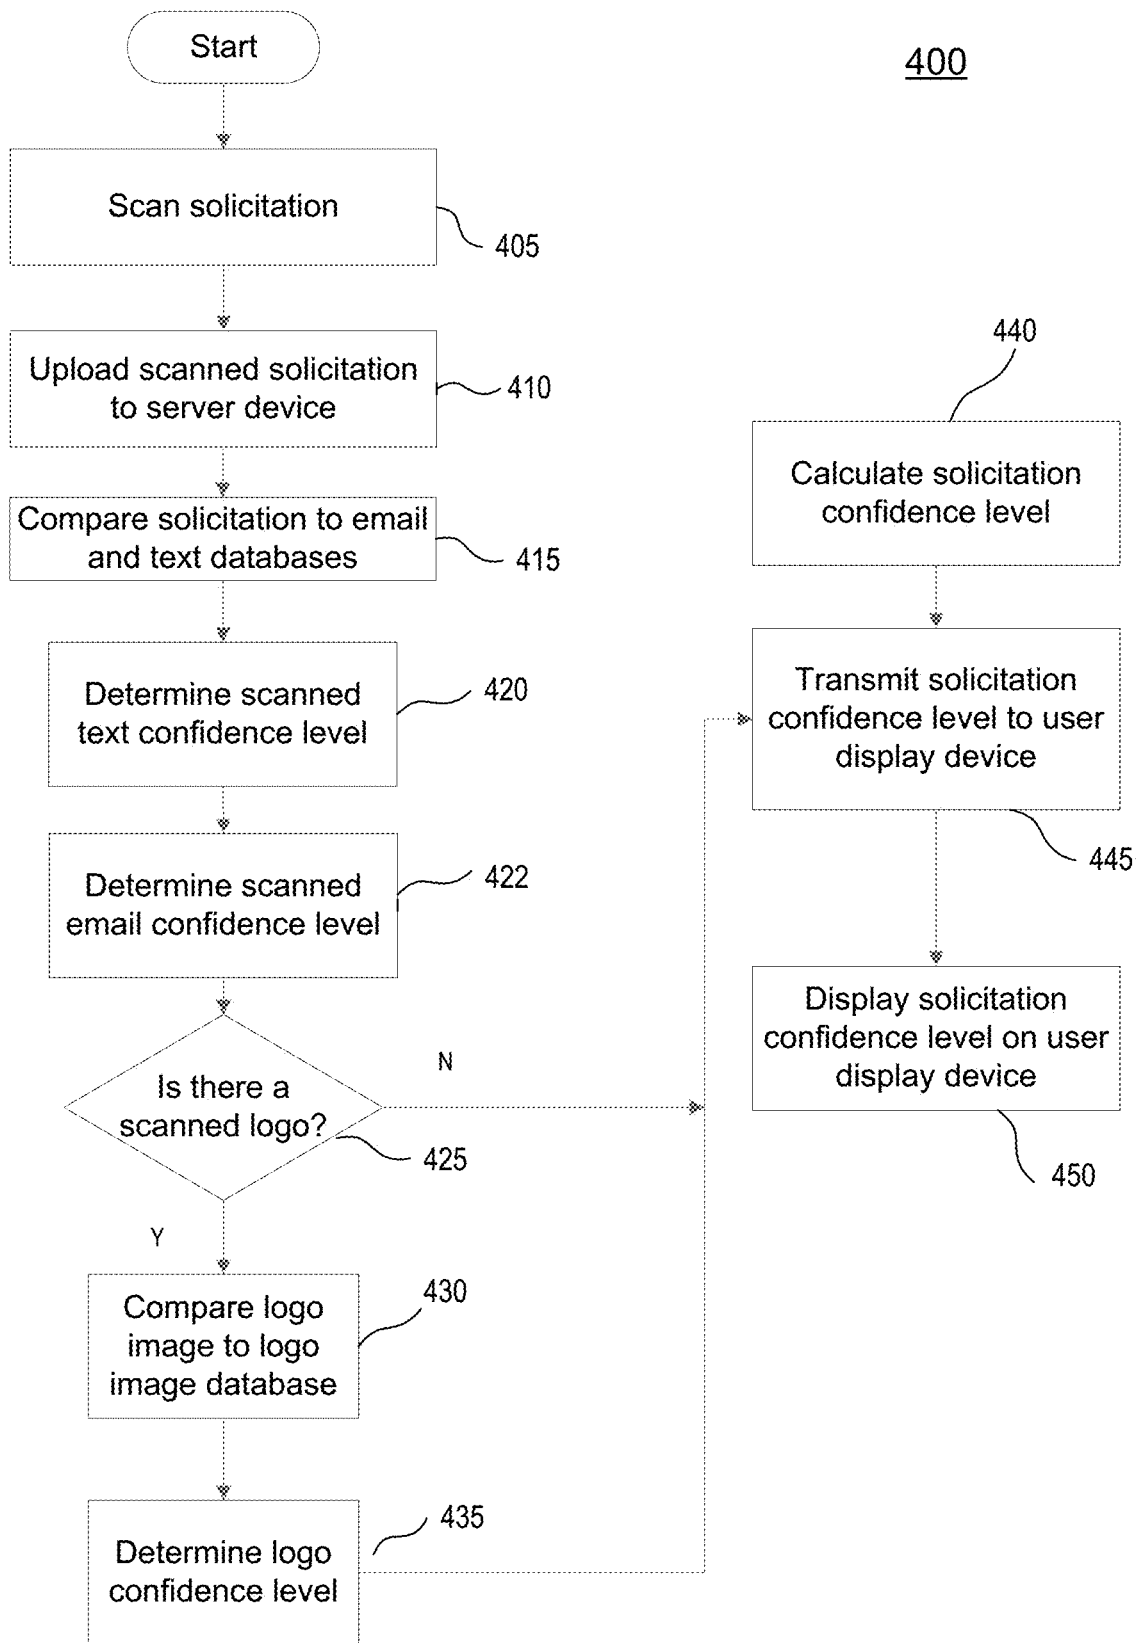 Start
400
Scan solicitation
405
Upload scanned solicitation
to server device
410
Compare solicitation to email
and text databases
415
Determine scanned
text confidence level
420
Determine scanned
email confidence level
422
Is there a
scanned logo?
425
N
Y
Compare logo
image to logo
image database
430
Determine logo
confidence level
435
440
Calculate solicitation
confidence level
Transmit solicitation
confidence level to user
display device
445
Display solicitation
confidence level on user
display device
450